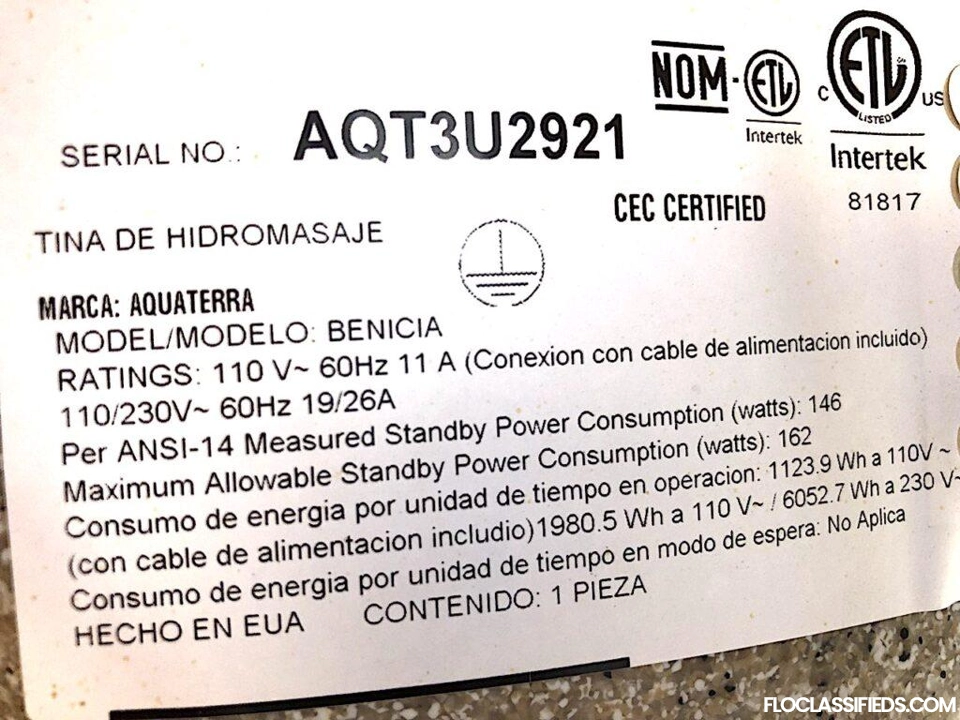 NOM - ETL
Intertek
C ETL US
LISTED
Intertek
81817
SERIAL NO.: AQT3U2921
CEC CERTIFIED
TINA DE HIDROMASAJE
MARCA: AQUATERRA
MODEL/MODELO: BENICIA
RATINGS: 110 V~ 60Hz 11 A (Conexion con cable de alimentacion incluido)
110/230V~ 60Hz 19/26A
Per ANSI-14 Measured Standby Power Consumption (watts): 146
Maximum Allowable Standby Power Consumption (watts): 162
Consumo de energia por unidad de tiempo en operacion: 1123.9 Wh a 110V ~
(con cable de alimentacion includio)1980.5 Wh a 110 V~ / 6052.7 Wh a 230 V~
Consumo de energia por unidad de tiempo en modo de espera: No Aplica
HECHO EN EUA CONTENIDO: 1 PIEZA
FLOCLASSIFIEDS.COM